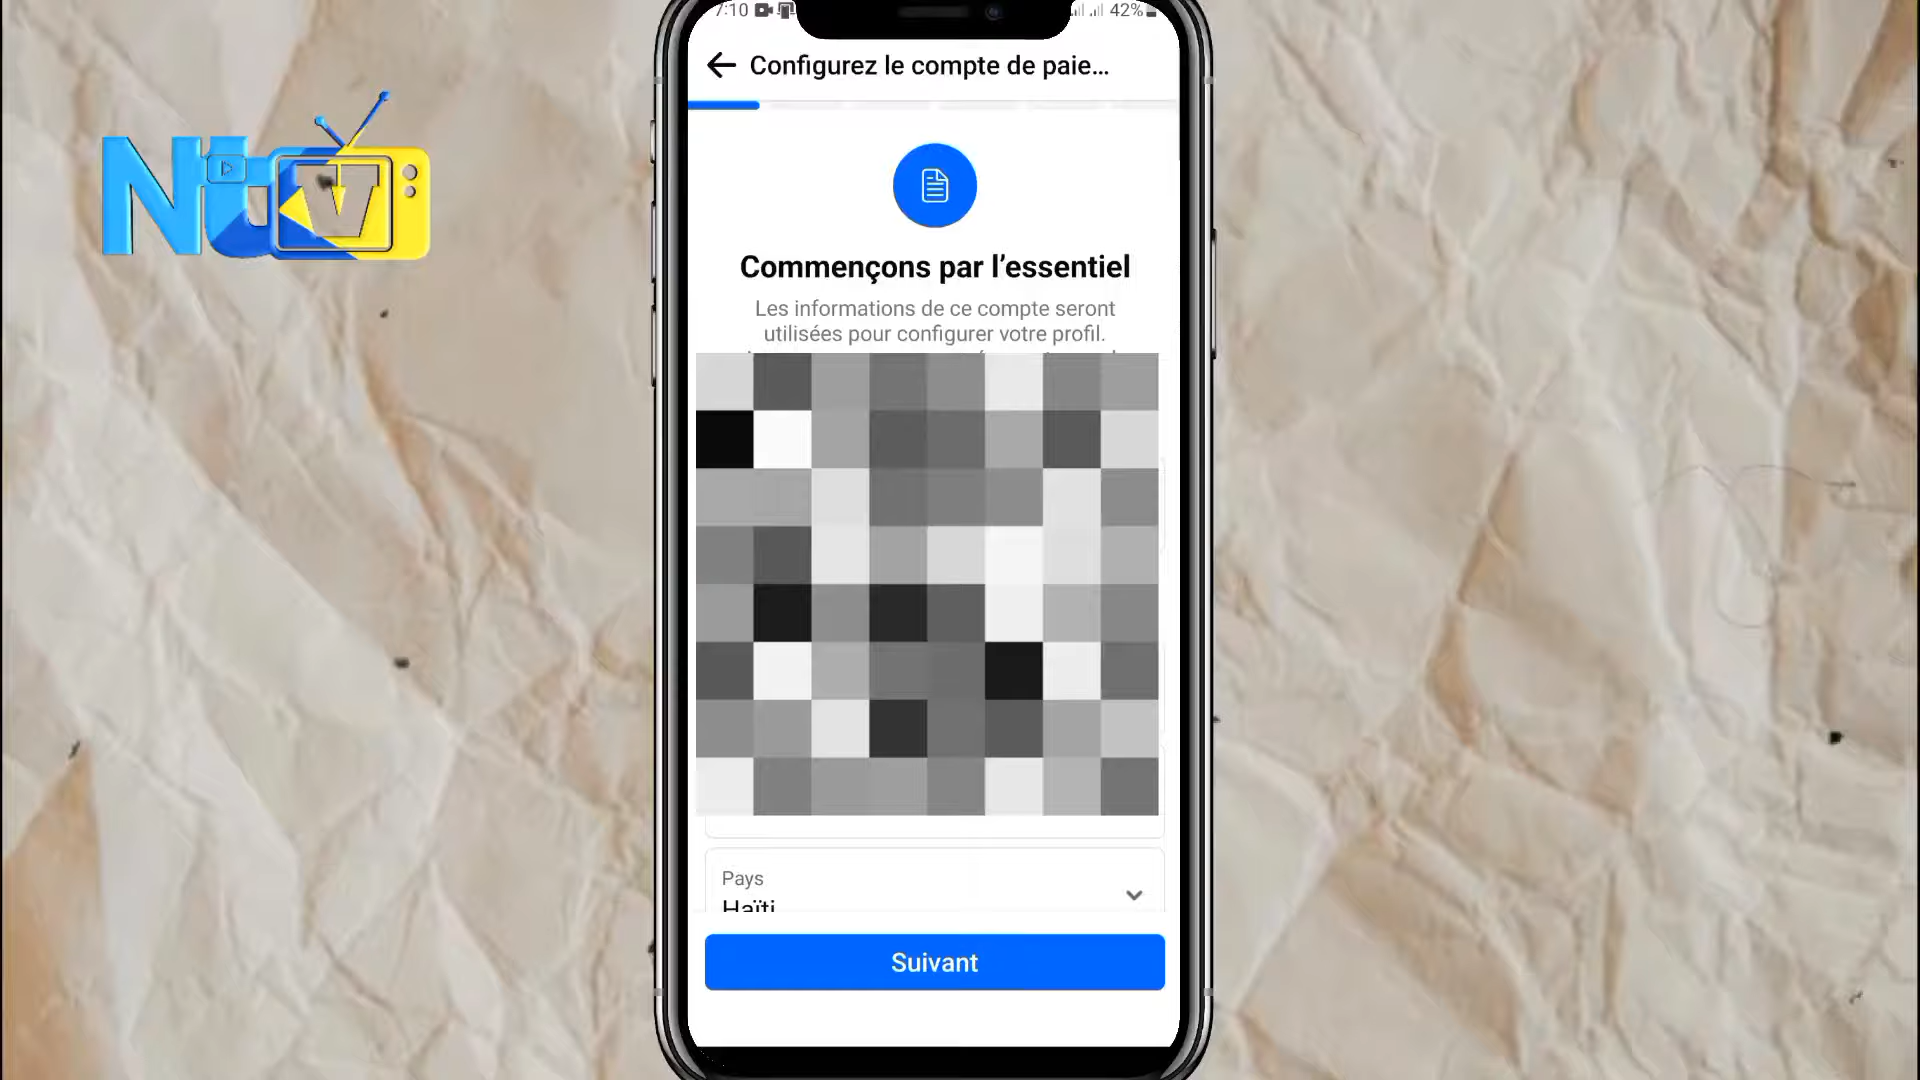 7:10
42%
Configurez le compte de paie...
NU
V
Commençons par l’essentiel
Les informations de ce compte seront
utilisées pour configurer votre profil.
Pays
Haïti
Suivant